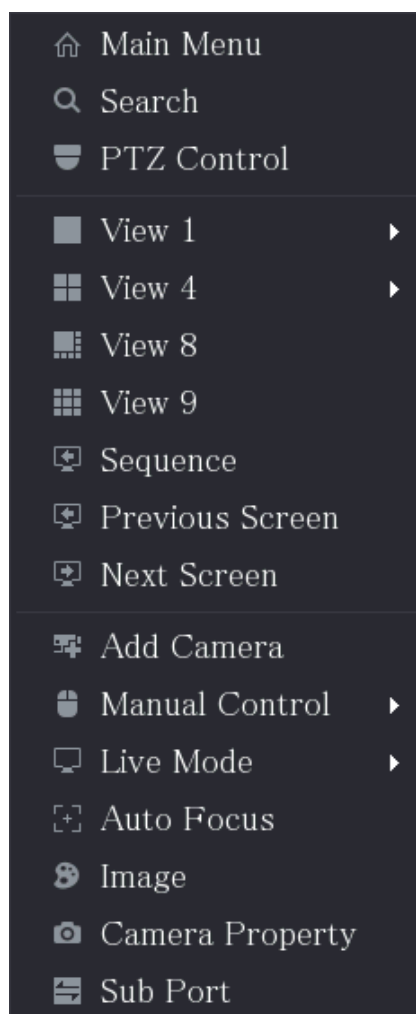 Main Menu
Search
PTZ Control
View 1
View 4
View 8
View 9
Sequence
Previous Screen
Next Screen
Add Camera
Manual Control
Live Mode
Auto Focus
Image
Camera Property
Sub Port